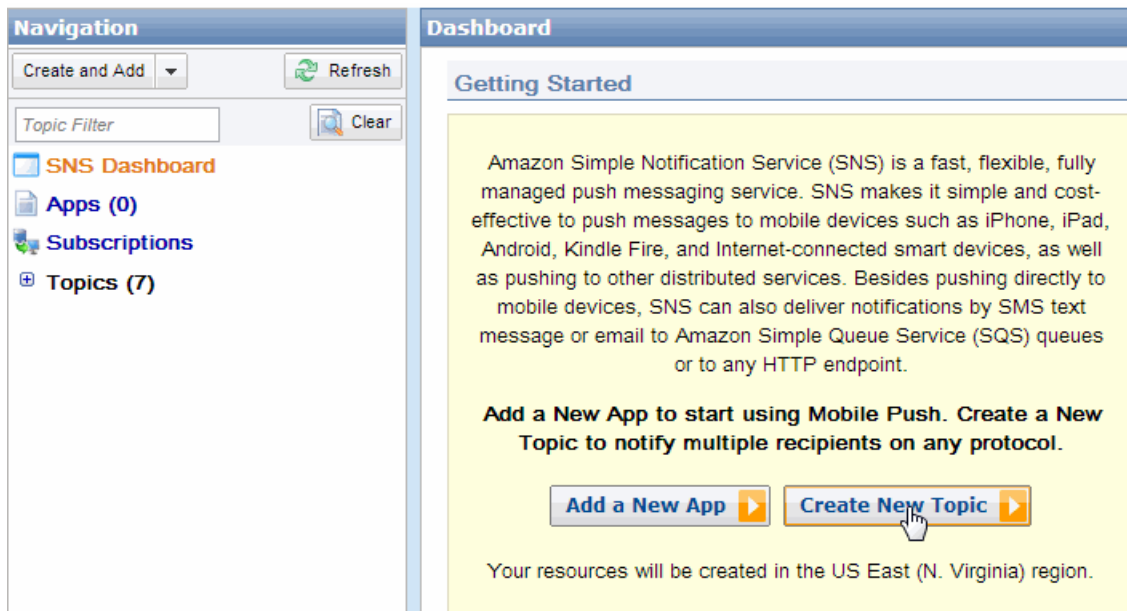 Navigation
Create and Add
Refresh
Topic Filter
Clear
SNS Dashboard
Apps (0)
Subscriptions
Topics (7)
Dashboard
Getting Started
Amazon Simple Notification Service (SNS) is a fast, flexible, fully
managed push messaging service. SNS makes it simple and cost-
effective to push messages to mobile devices such as iPhone, iPad,
Android, Kindle Fire, and Internet-connected smart devices, as well
as pushing to other distributed services. Besides pushing directly to
mobile devices, SNS can also deliver notifications by SMS text
message or email to Amazon Simple Queue Service (SQS) queues
or to any HTTP endpoint.
Add a New App to start using Mobile Push. Create a New
Topic to notify multiple recipients on any protocol.
Add a New App
Create New Topic
Your resources will be created in the US East (N. Virginia) region.